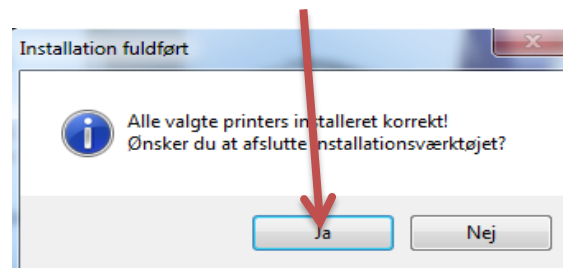 Installation fuldført
Alle valgte printers installeret korrekt!
Ønsker du at afslutte installationsværktøjet?
Ja
Nej